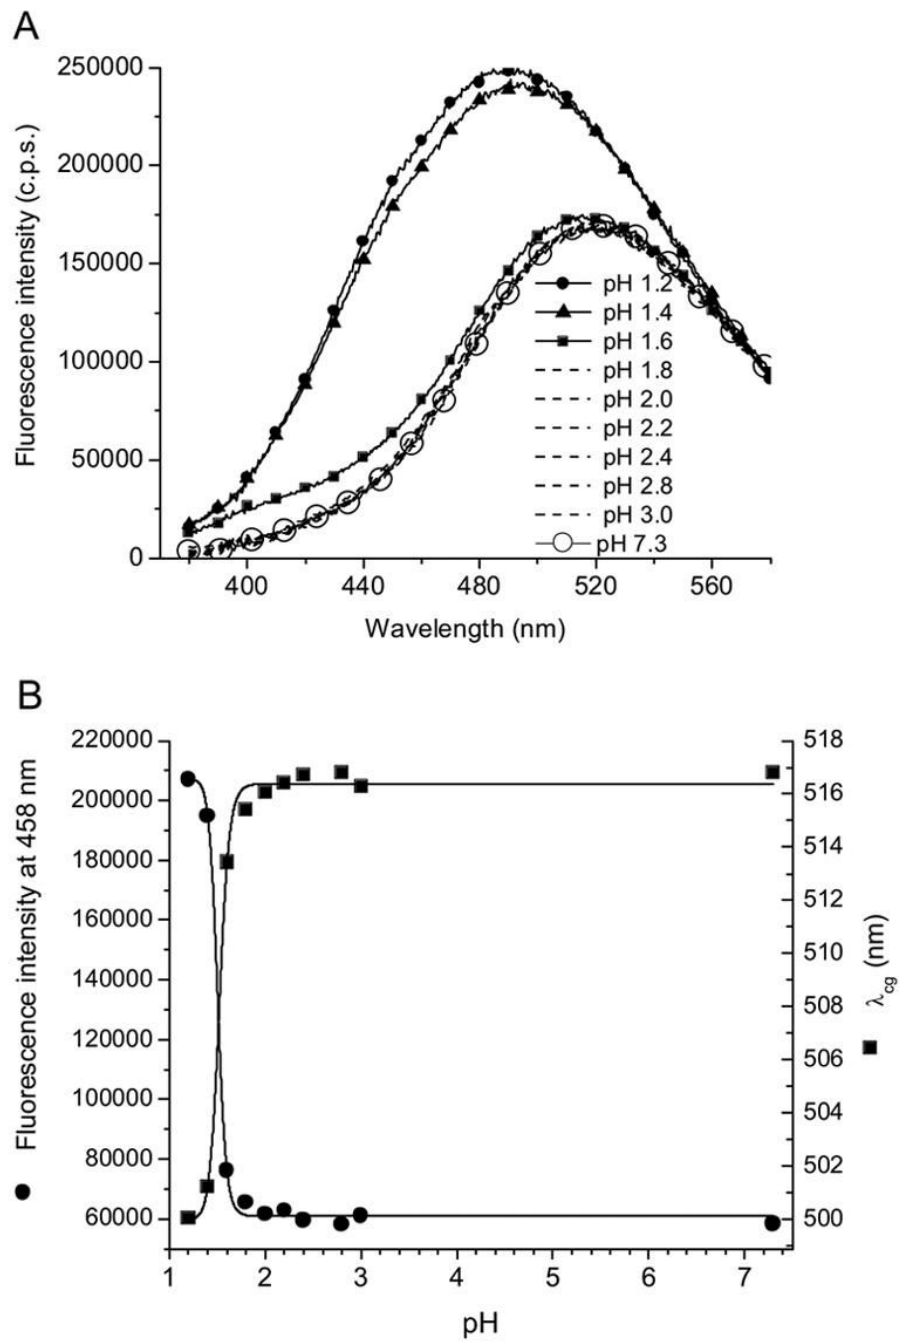 A
250000
200000
150000
100000
50000
0
Fluorescence intensity (c.p.s.)
pH 1.2
pH 1.4
pH 1.6
pH 1.8
pH 2.0
pH 2.2
pH 2.4
pH 2.8
pH 3.0
pH 7.3
400 440 480 520 560
Wavelength (nm)
B
220000
200000
180000
160000
140000
120000
100000
80000
60000
Fluorescence intensity at 458 nm
518
516
514
512
510
508
506
504
502
500
λcg (nm)
1 2 3 4 5 6 7
pH